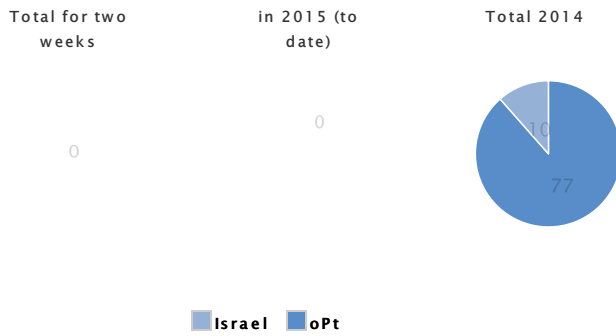 Total for two
weeks
in 2015 (to
date)
Total 2014
0
0
10
77
Israel
oPt